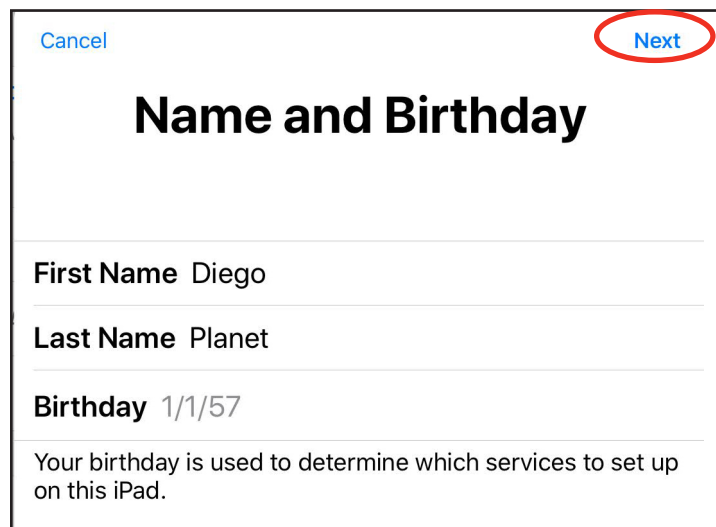 Cancel Next
Name and Birthday
First Name Diego
Last Name Planet
Birthday 1/1/57
Your birthday is used to determine which services to set up
on this iPad.